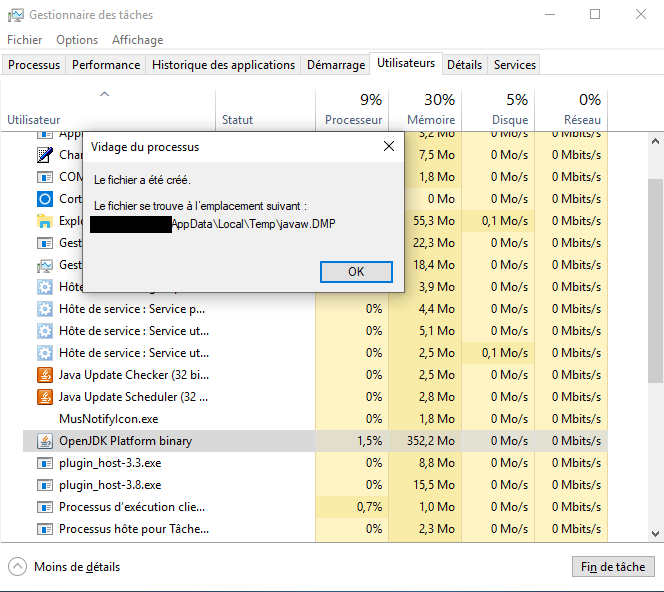 Gestionnaire des tâches
Fichier Options Affichage
Processus Performance Historique des applications Démarrage Utilisateurs Détails Services
9% 30% 5% 0%
Utilisateur Statut Processeur Mémoire Disque Réseau
App 5,2 Mo 0 Mo/s 0 Mbits/s
Vidage du processus
Char 7,5 Mo 0 Mo/s 0 Mbits/s
COM 1,8 Mo 0 Mo/s 0 Mbits/s
Le fichier a été créé.
Cort 0 Mo 0 Mo/s 0 Mbits/s
Le fichier se trouve à l'emplacement suivant :
Explo 55,3 Mo 0,1 Mo/s 0 Mbits/s
AppData\Local\Temp\javaw.DMP
Gest 22,3 Mo 0 Mo/s 0 Mbits/s
Gest 18,4 Mo 0 Mo/s 0 Mbits/s
OK
Hôte 3,9 Mo 0 Mo/s 0 Mbits/s
Hôte de service : Service p... 0% 4,4 Mo 0 Mo/s 0 Mbits/s
Hôte de service : Service ut... 0% 5,1 Mo 0 Mo/s 0 Mbits/s
Hôte de service : Service ut... 0% 2,5 Mo 0,1 Mo/s 0 Mbits/s
Java Update Checker (32 bi... 0% 2,5 Mo 0 Mo/s 0 Mbits/s
Java Update Scheduler (32 ... 0% 2,8 Mo 0 Mo/s 0 Mbits/s
MusNotifyIcon.exe 0% 1,8 Mo 0 Mo/s 0 Mbits/s
OpenJDK Platform binary 1,5% 352,2 Mo 0 Mo/s 0 Mbits/s
plugin_host-3.3.exe 0% 8,8 Mo 0 Mo/s 0 Mbits/s
plugin_host-3.8.exe 0% 15,5 Mo 0 Mo/s 0 Mbits/s
Processus d'exécution clie... 0,7% 1,0 Mo 0 Mo/s 0 Mbits/s
Processus hôte pour Tâche... 0% 2,3 Mo 0 Mo/s 0 Mbits/s
Moins de détails
Fin de tâche